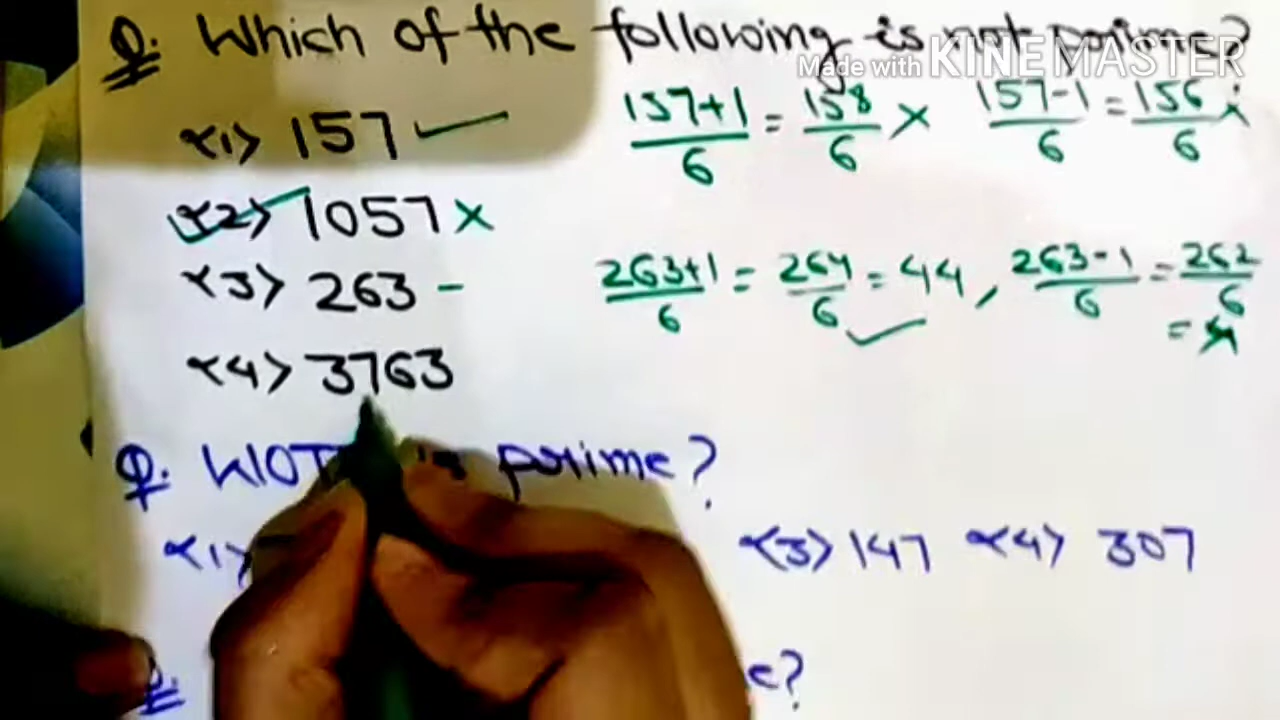 Q. Which of the following is not prime?
Made with KINEMASTER
<1> 157 ✓
157+1/6 = 158/6 × 157-1/6 = 156/6
<2> 1057 ×
<3> 263 -
263+1/6 = 264/6 = 44 ✓, 263-1/6 = 262/6
= ×
<4> 3763
Q. is prime?
<1> <3> 147 <4> 307
Q. e?